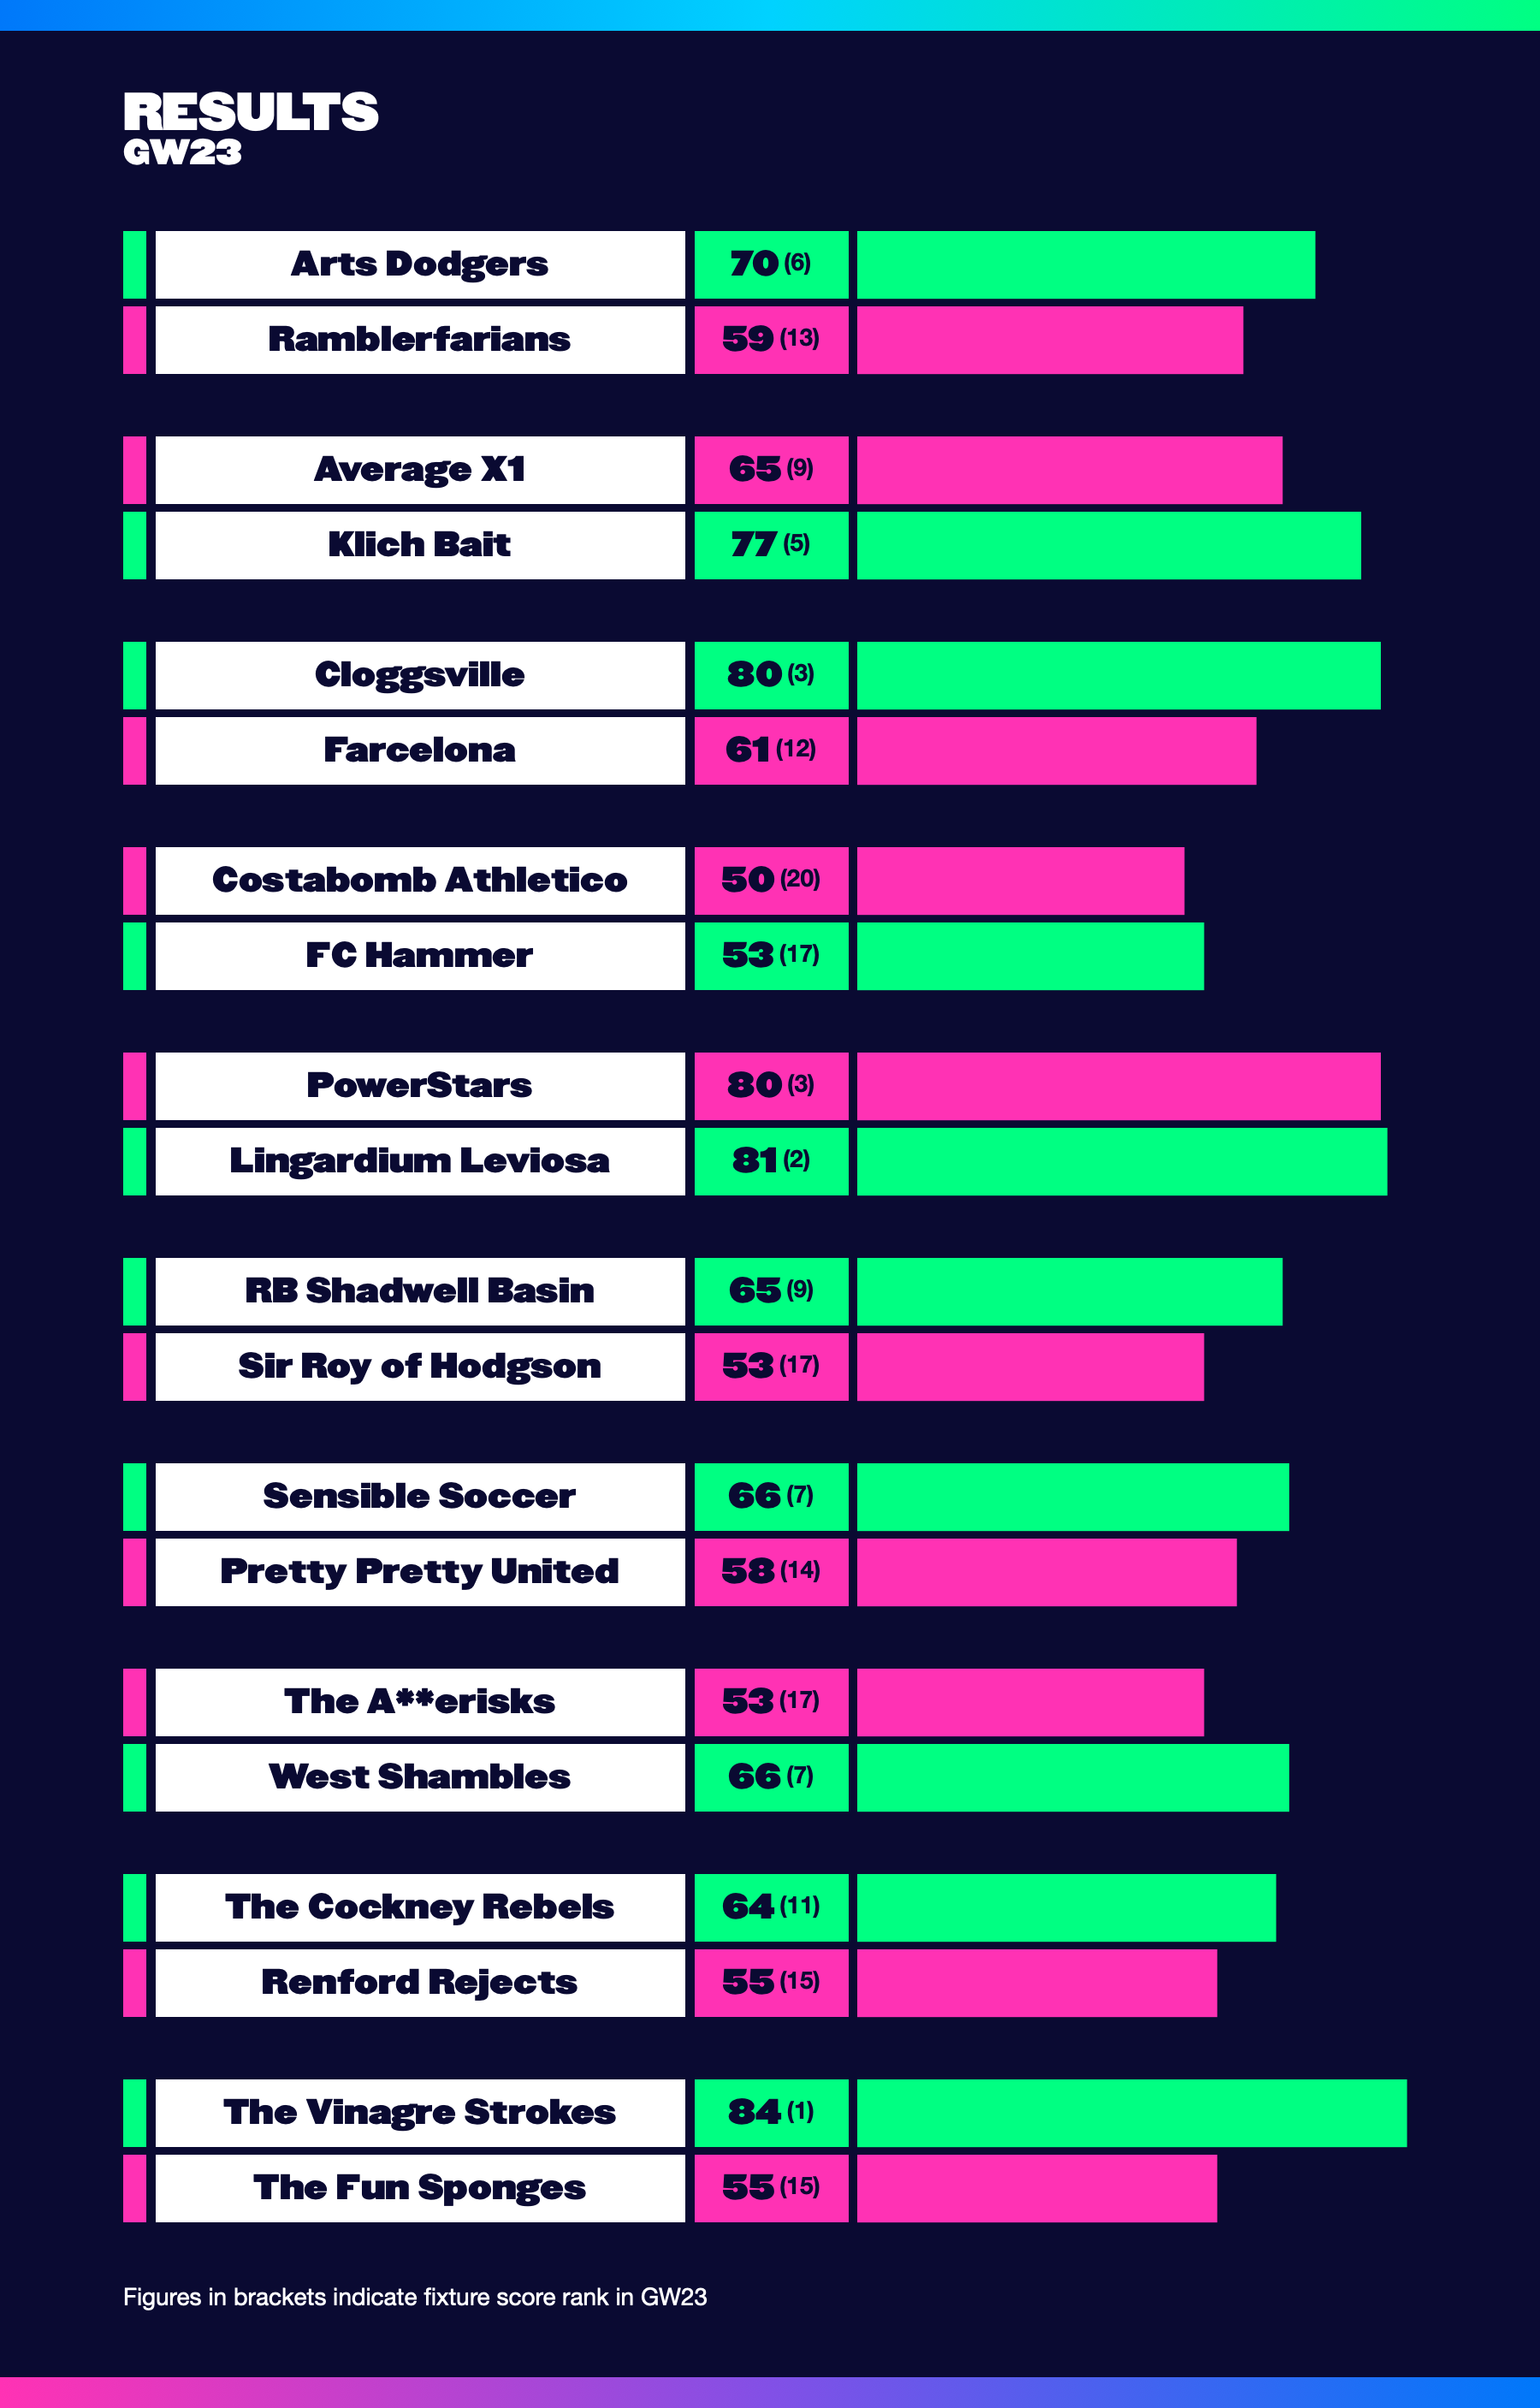 RESULTS
GW23
Arts Dodgers 70 (6)
Ramblerfarians 59 (13)
Average X1 65 (9)
Klich Bait 77 (5)
Cloggsville 80 (3)
Farcelona 61 (12)
Costabomb Athletico 50 (20)
FC Hammer 53 (17)
PowerStars 80 (3)
Lingardium Leviosa 81 (2)
RB Shadwell Basin 65 (9)
Sir Roy of Hodgson 53 (17)
Sensible Soccer 66 (7)
Pretty Pretty United 58 (14)
The A**erisks 53 (17)
West Shambles 66 (7)
The Cockney Rebels 64 (11)
Renford Rejects 55 (15)
The Vinagre Strokes 84 (1)
The Fun Sponges 55 (15)
Figures in brackets indicate fixture score rank in GW23